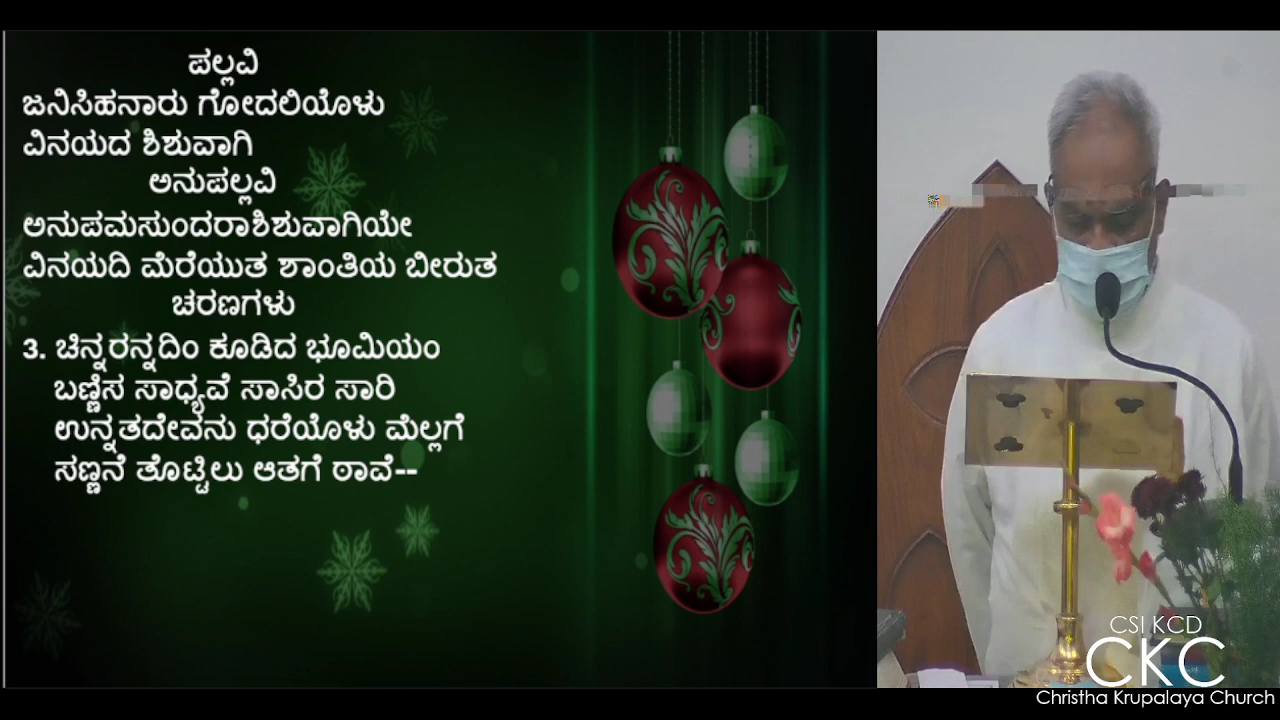 ಪಲ್ಲವಿ
ಜನಿಸಿಹನಾರು ಗೋದಲಿಯೊಳು
ವಿನಯದ ಶಿಶುವಾಗಿ
ಅನುಪಲ್ಲವಿ
ಅನುಪಮಸುಂದರಾಶಿಶುವಾಗಿಯೇ
ವಿನಯದಿ ಮೆರೆಯುತ ಶಾಂತಿಯ ಬೀರುತ
ಚರಣಗಳು
3. ಚಿನ್ನರನ್ನದಿಂ ಕೂಡಿದ ಭೂಮಿಯಂ
ಬಣ್ಣಿಸ ಸಾಧ್ಯವೆ ಸಾಸಿರ ಸಾರಿ
ಉನ್ನತದೇವನು ಧರೆಯೊಳು ಮೆಲ್ಲಗೆ
ಸಣ್ಣನೆ ತೊಟ್ಟಿಲು ಆತಗೆ ಠಾವೆ--
CSI KCD
CKC
Christha Krupalaya Church